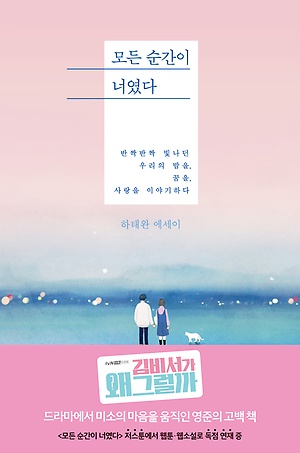 모든 순간이
너였다
반짝반짝 빛나던
우리의 밤을,
꿈을,
사랑을 이야기하다
하태완 에세이
김비서가
왜 그럴까
드라마에서 미소의 마음을 움직인 영준의 고백 책
<모든 순간이 너였다> 저스툰에서 웹툰·웹소설로 독점 연재 중